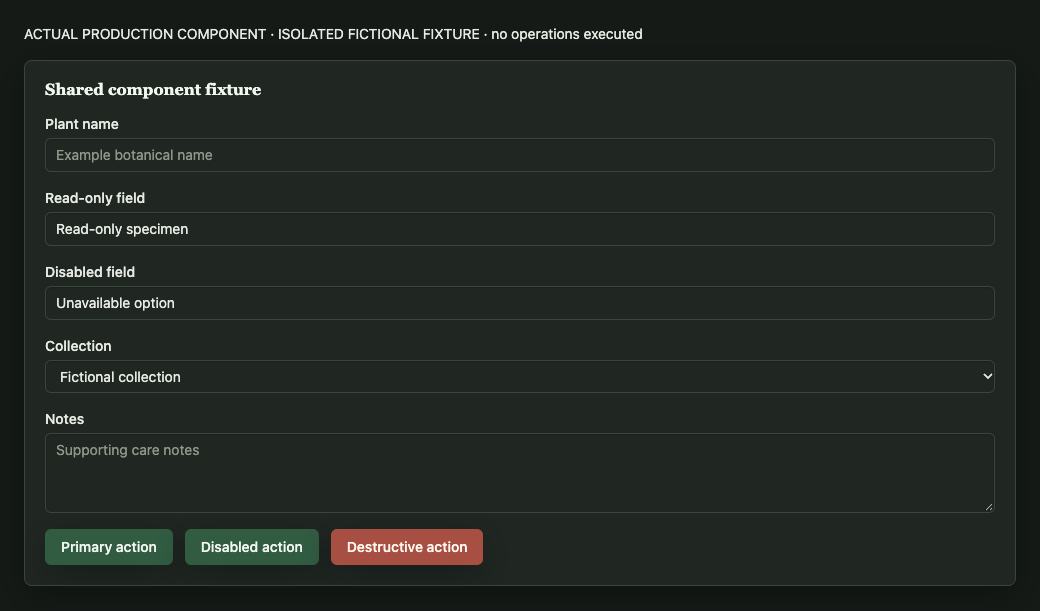 ACTUAL PRODUCTION COMPONENT · ISOLATED FICTIONAL FIXTURE · no operations executed
Shared component fixture
Plant name
Example botanical name
Read-only field
Read-only specimen
Disabled field
Unavailable option
Collection
Fictional collection
Notes
Supporting care notes
Primary action
Disabled action
Destructive action